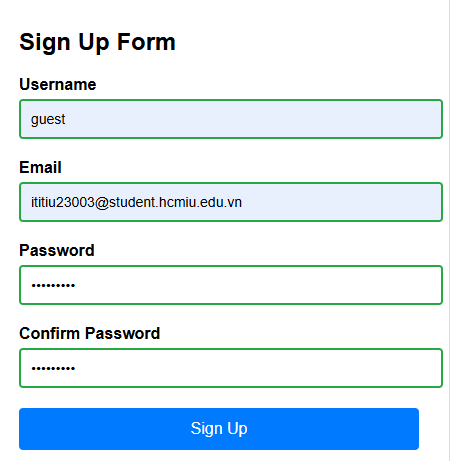 Sign Up Form
Username
guest
Email
ititiu23003@student.hcmiu.edu.vn
Password
•••••••••
Confirm Password
•••••••••
Sign Up